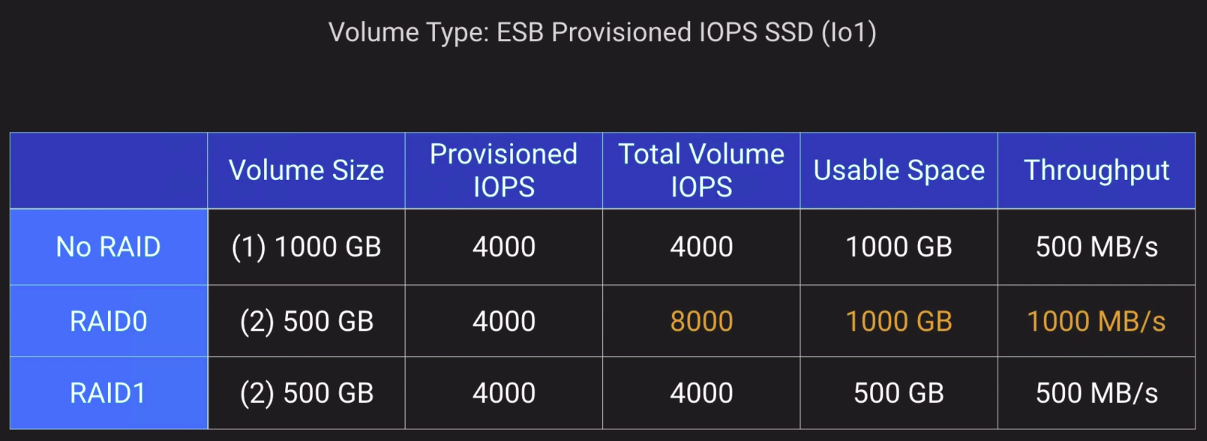 Volume Type: ESB Provisioned IOPS SSD (Io1)
Volume Size
Provisioned
IOPS
Total Volume
IOPS
Usable Space
Throughput
No RAID
(1) 1000 GB
4000
4000
1000 GB
500 MB/s
RAID0
(2) 500 GB
4000
8000
1000 GB
1000 MB/s
RAID1
(2) 500 GB
4000
4000
500 GB
500 MB/s